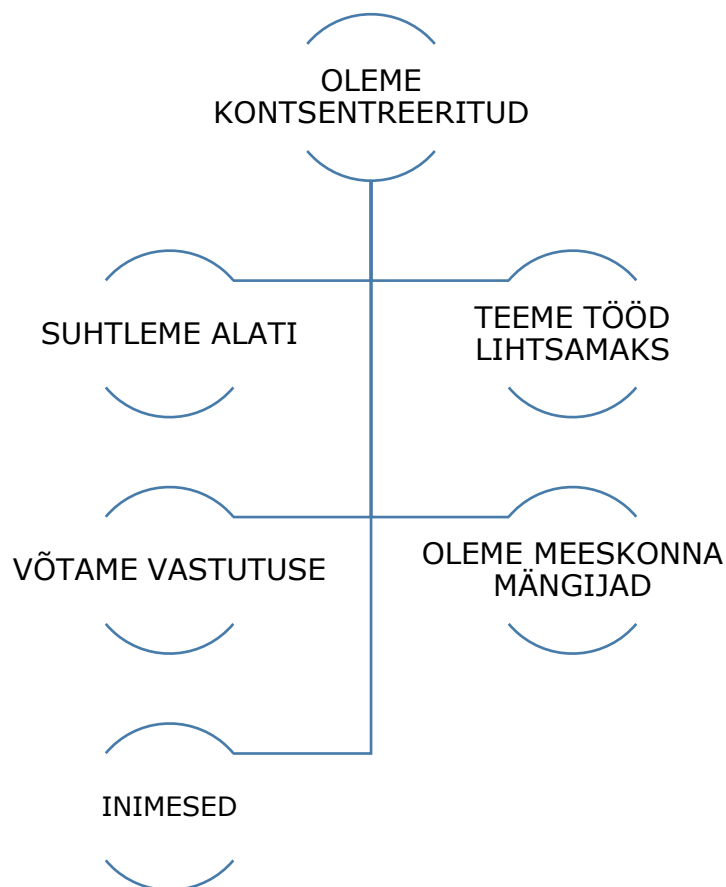 OLEME
KONTSENTREERITUD
SUHTLEME ALATI
TEEME TÖÖD
LIHTSAMAKS
VÕTAME VASTUTUSE
OLEME MEESKONNA
MÄNGIJAD
INIMESED